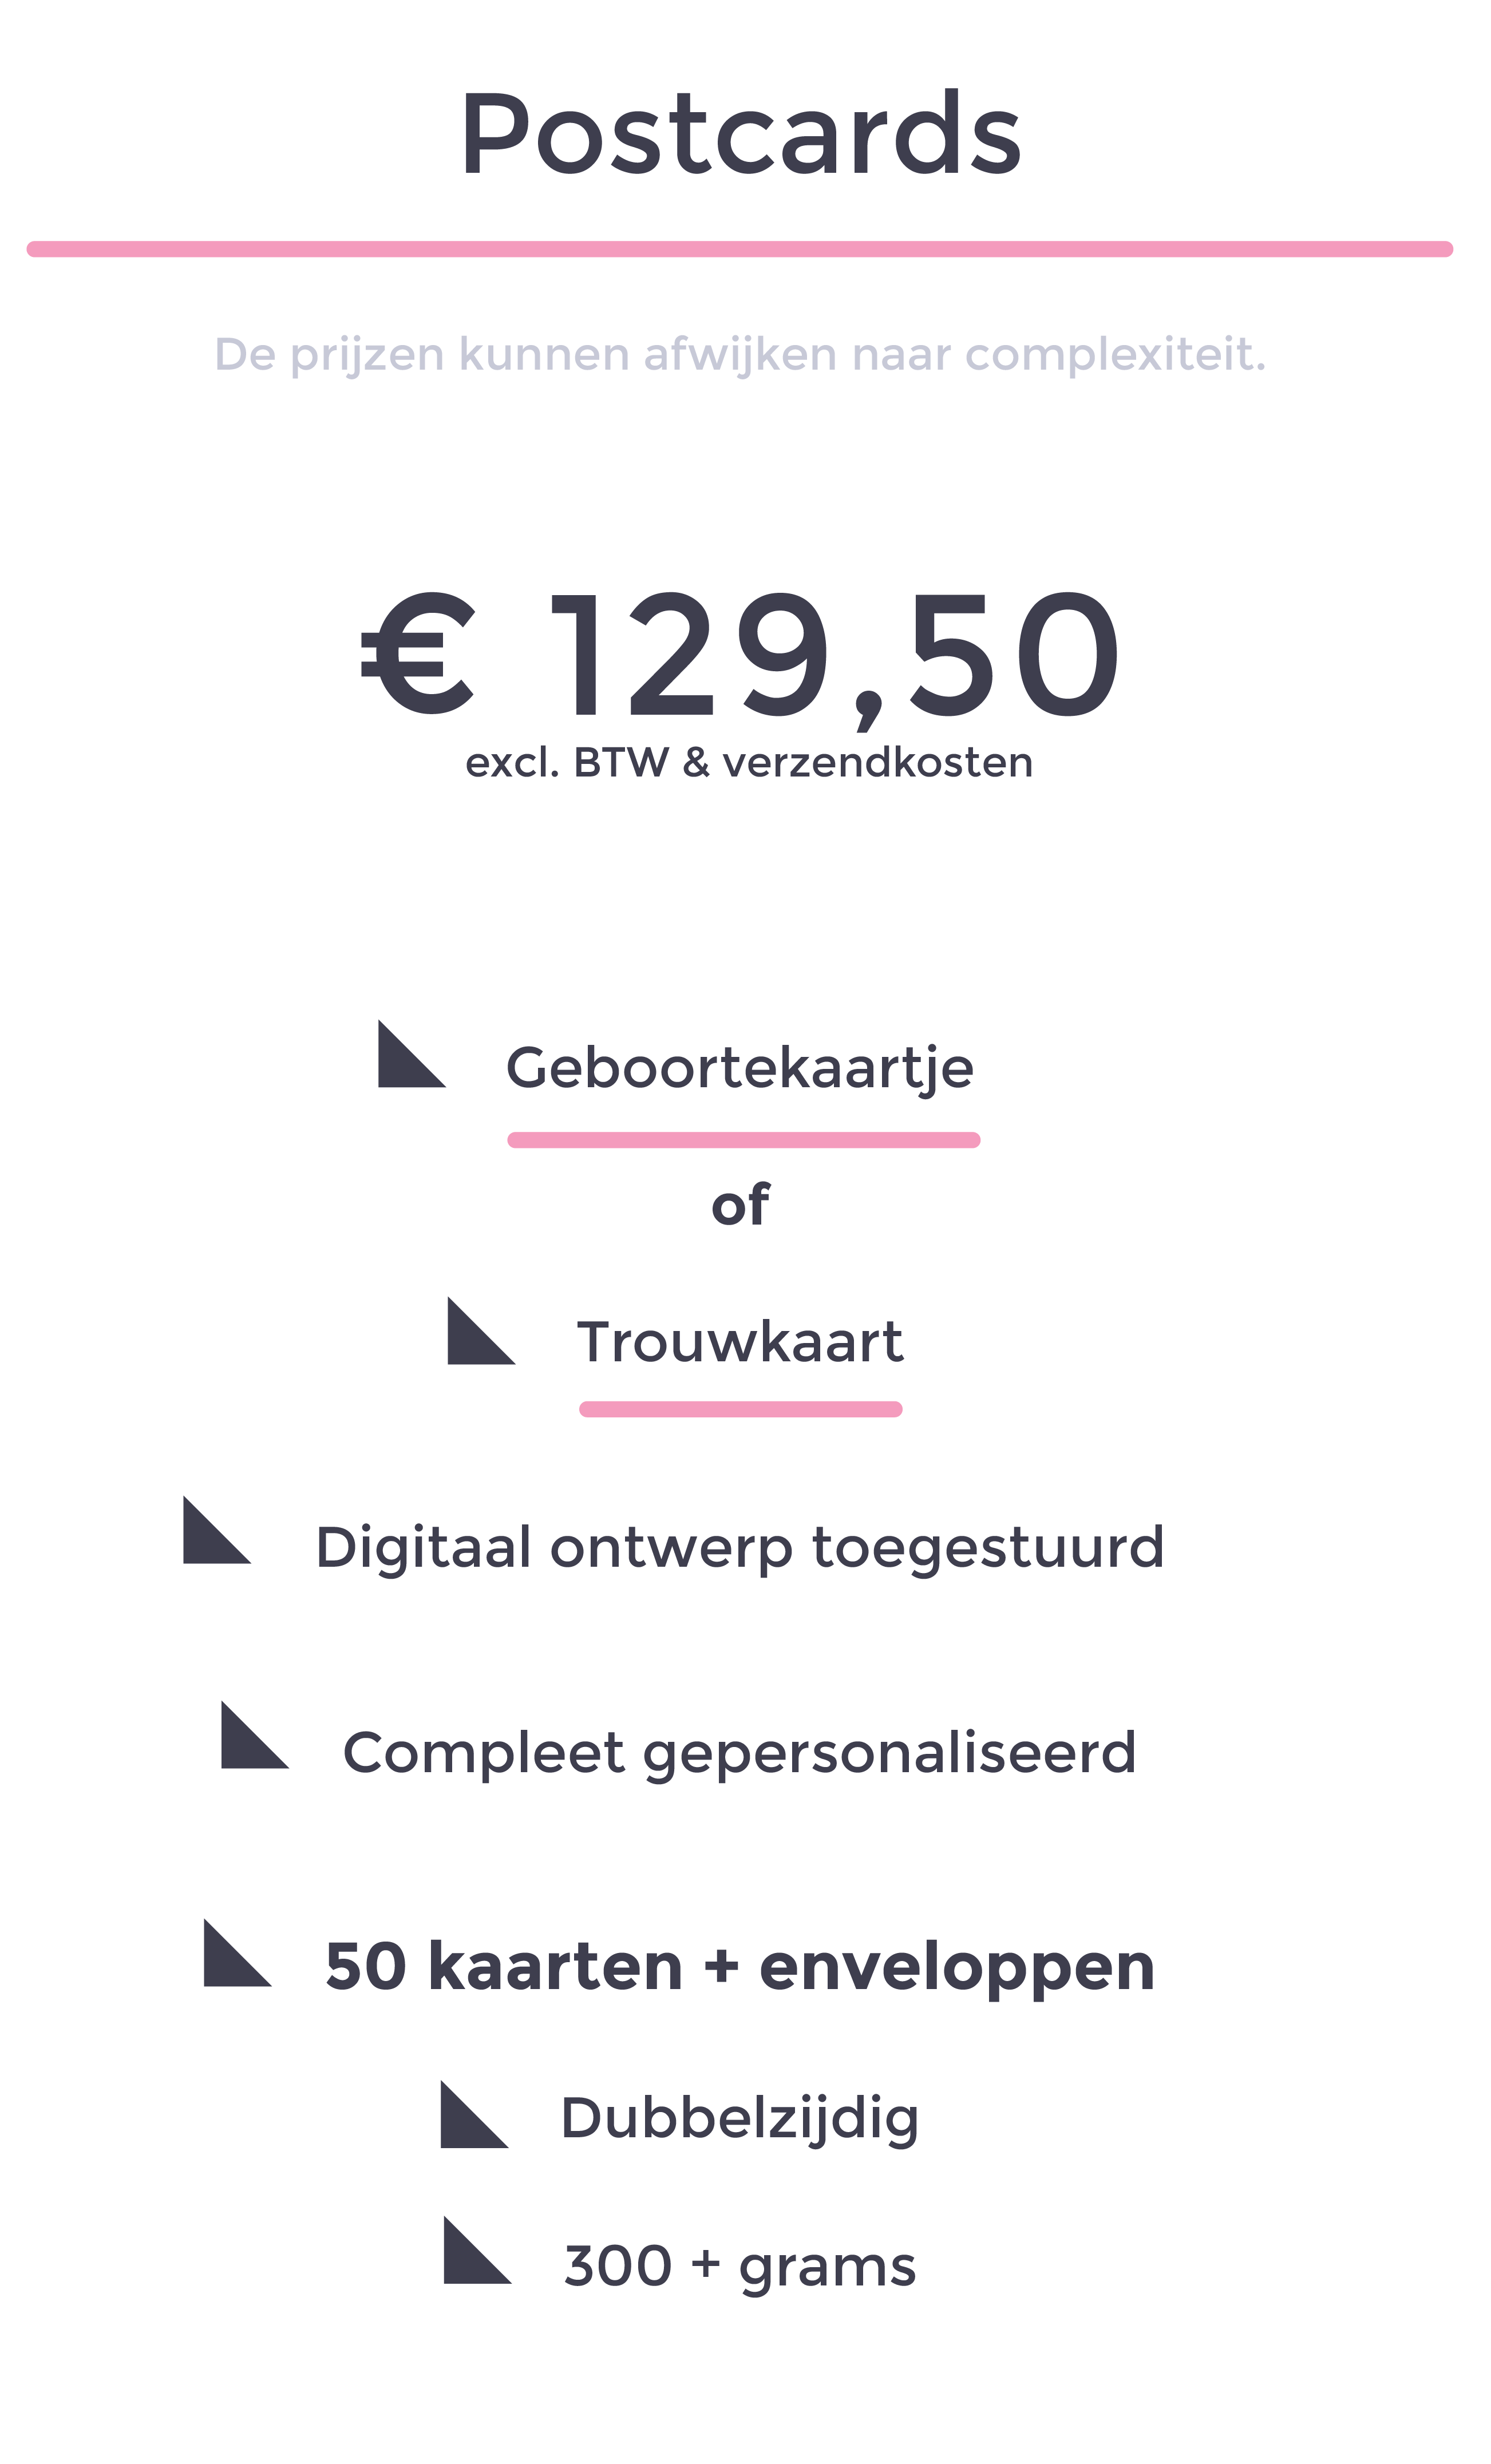 Postcards
De prijzen kunnen afwijken naar complexiteit.
€ 129,50
excl. BTW & verzendkosten
Geboortekaartje
of
Trouwkaart
Digitaal ontwerp toegestuurd
Compleet gepersonaliseerd
50 kaarten + enveloppen
Dubbelzijdig
300 + grams